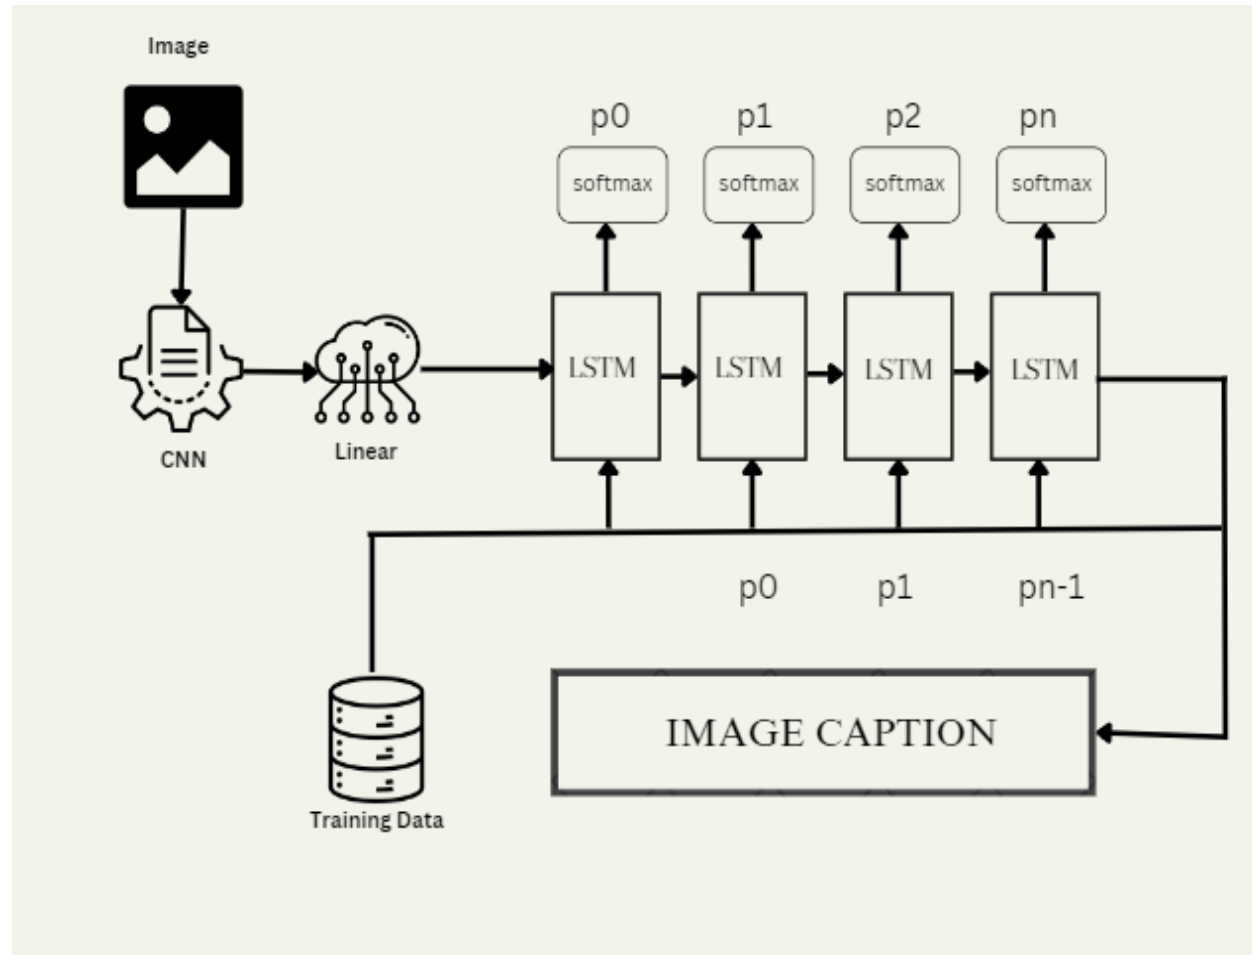 Image
p0
p1
p2
pn
softmax
softmax
softmax
softmax
LSTM
LSTM
LSTM
LSTM
CNN
Linear
p0
p1
pn-1
IMAGE CAPTION
Training Data